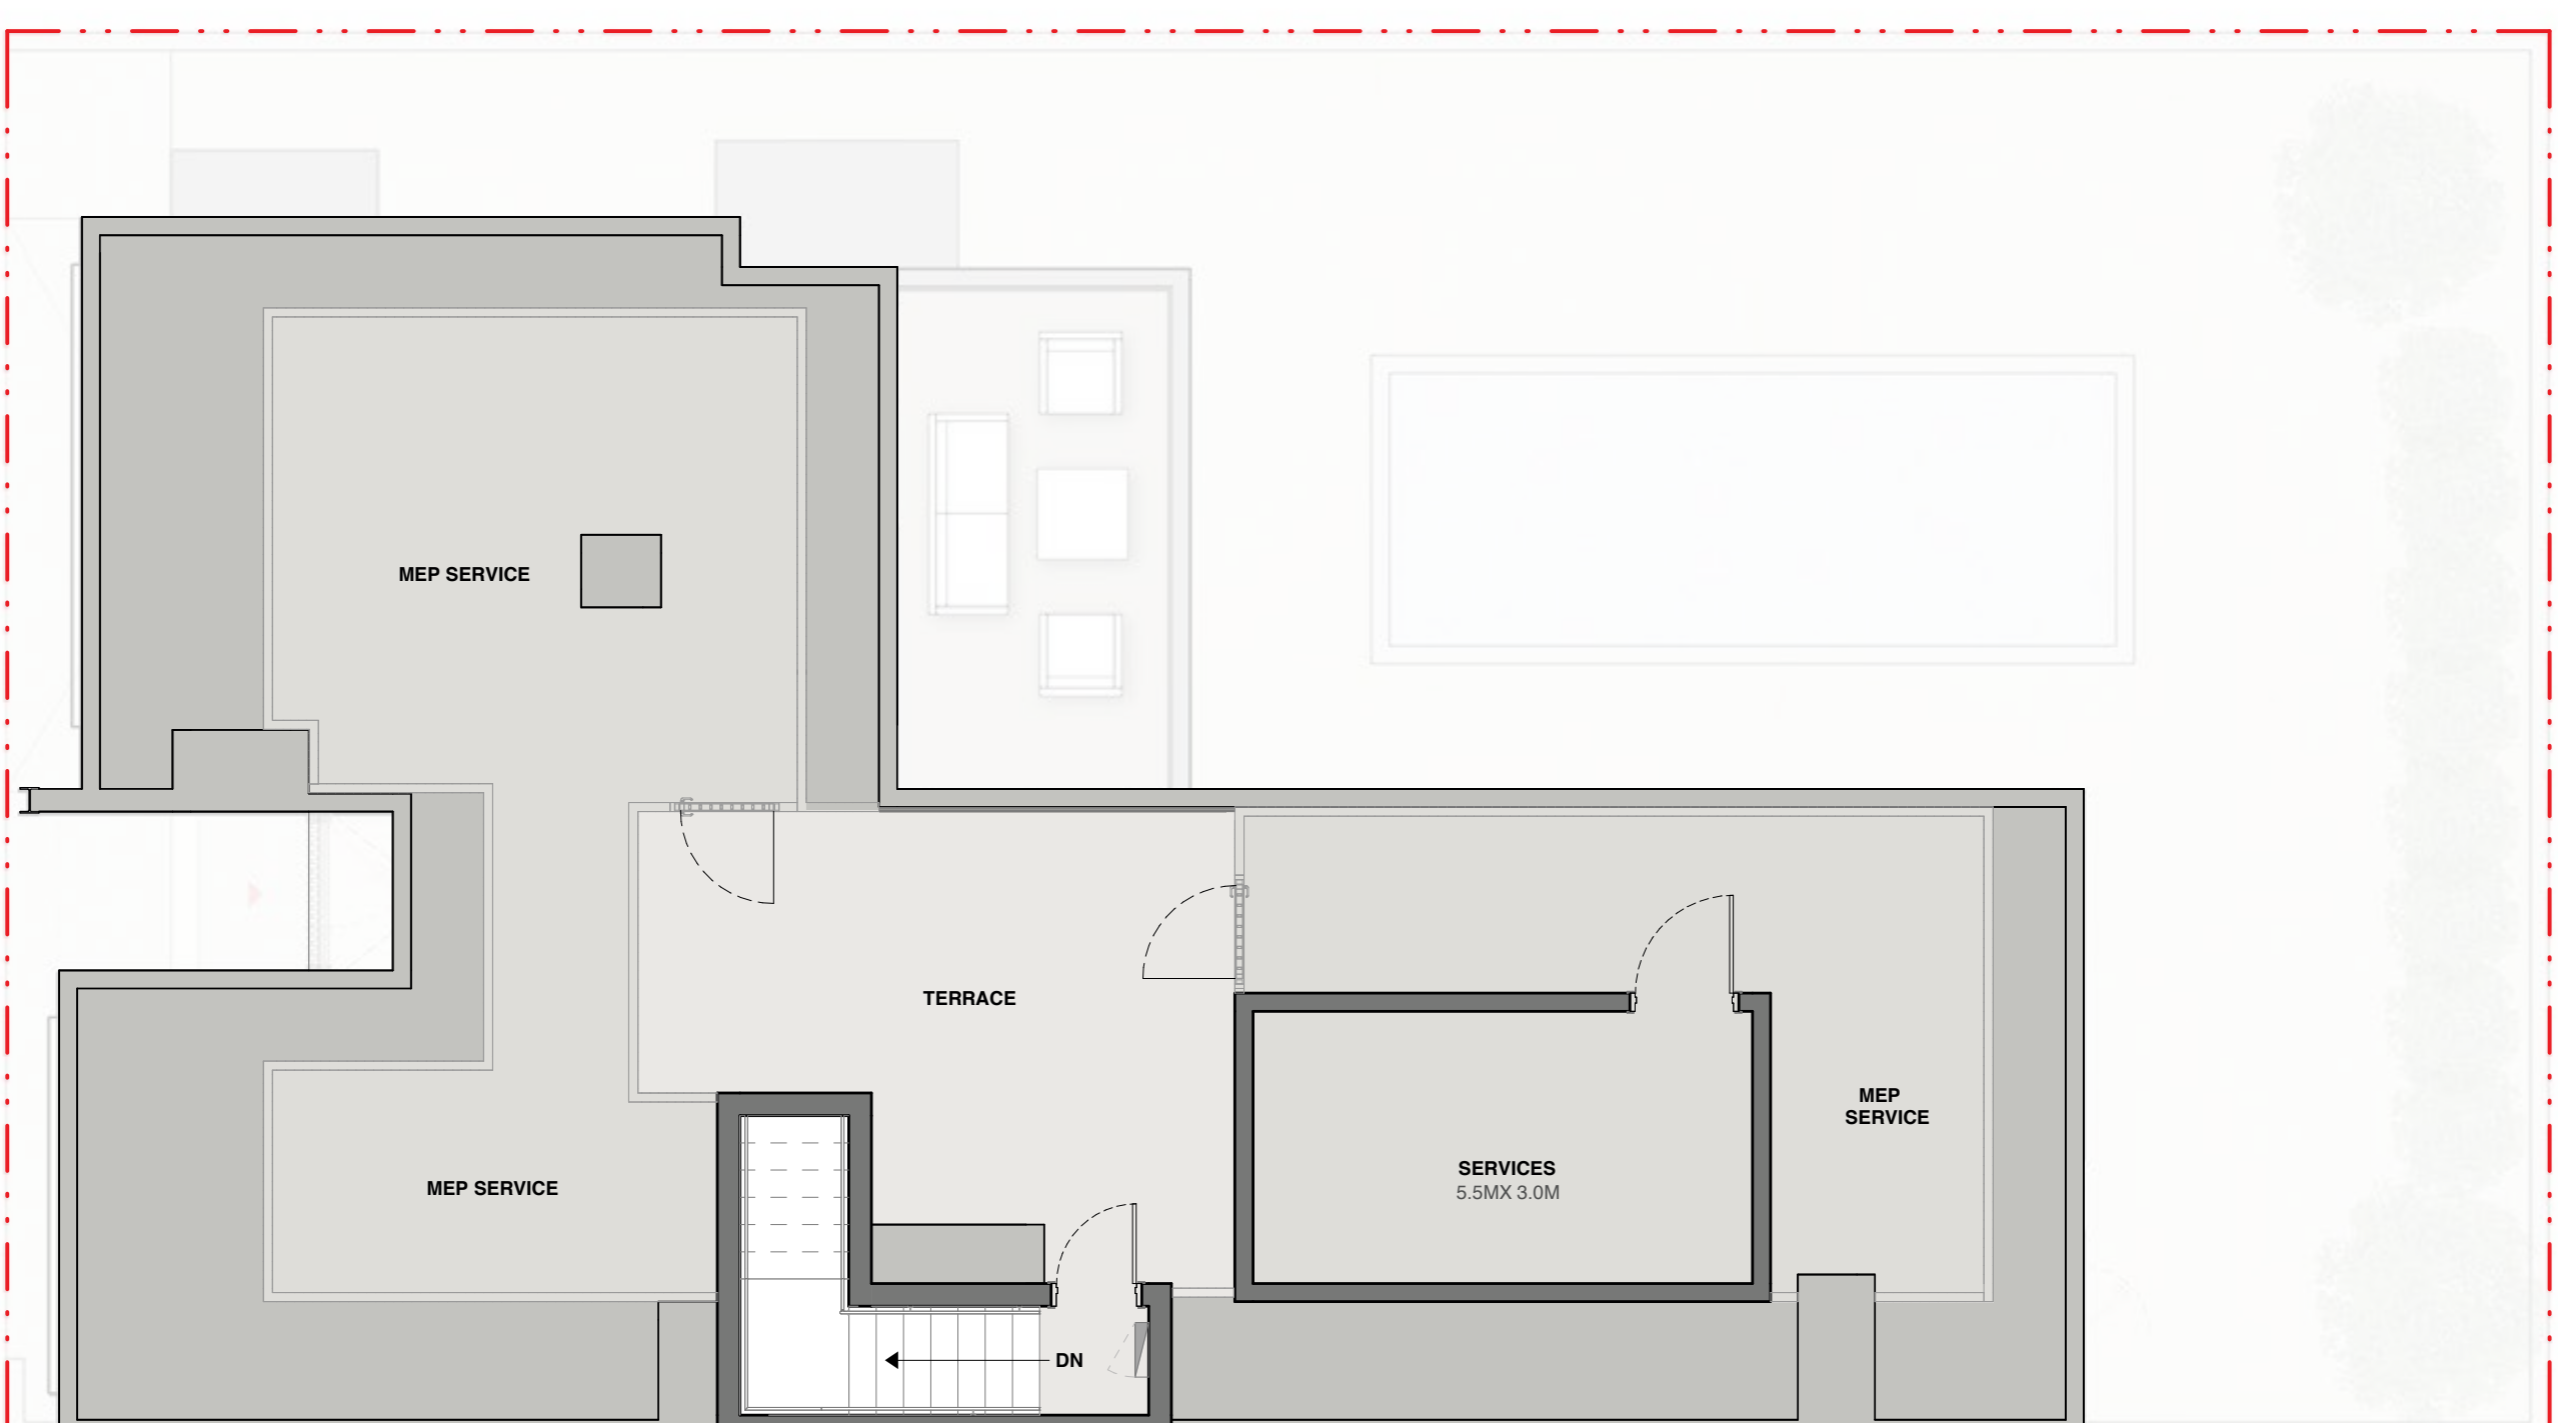 MEP SERVICE
TERRACE
MEP
SERVICE
SERVICES
5.5MX 3.0M
MEP SERVICE
DN